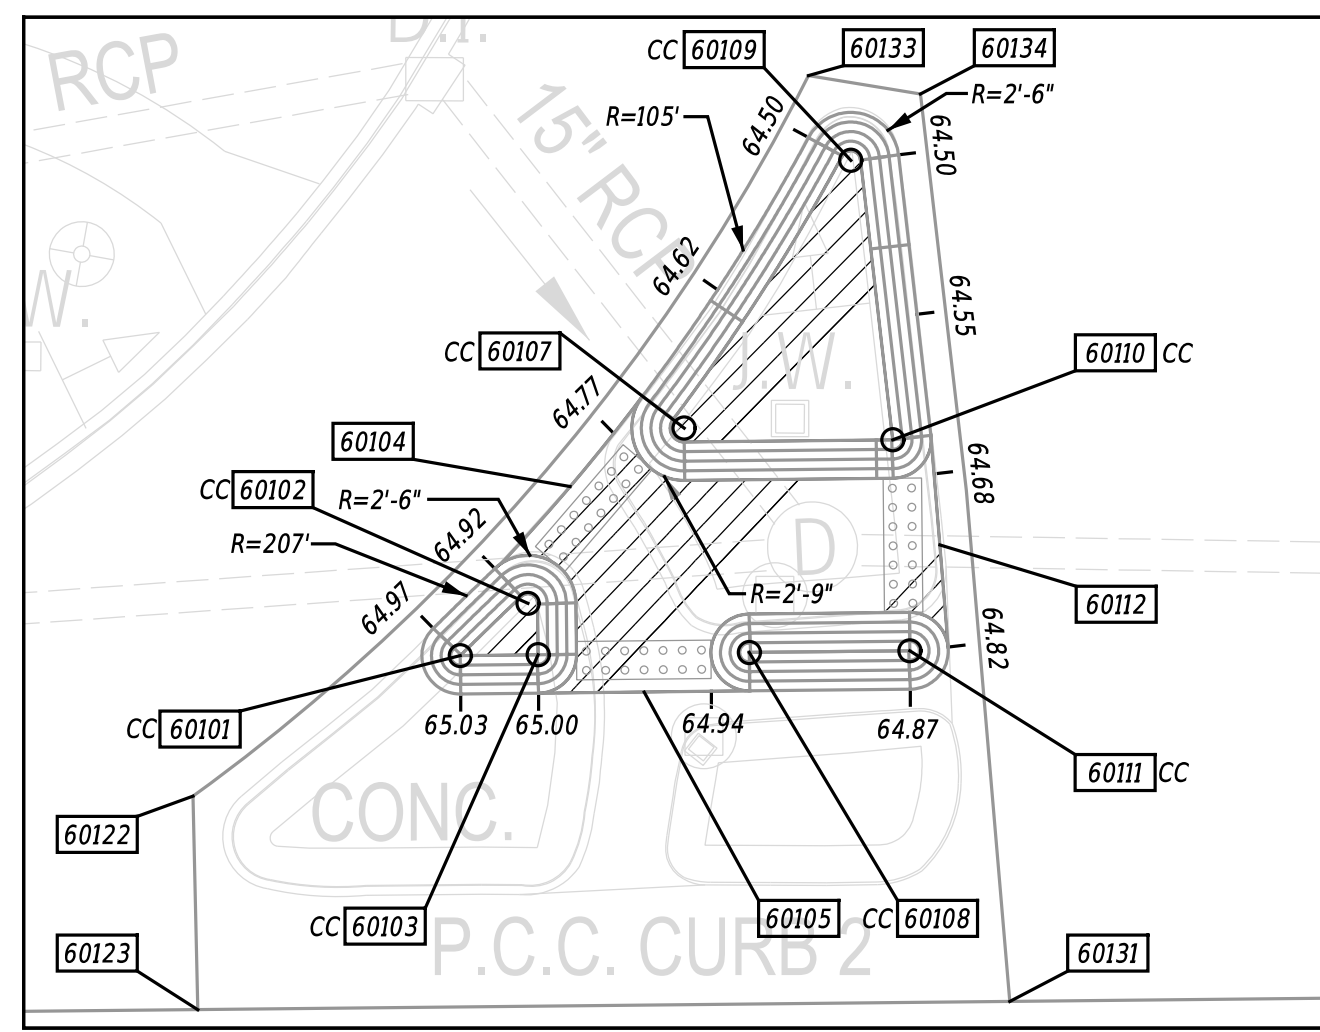 D.I.
RCP
CC 60109
60133
60134
R=2'-6"
R=105'
64.50
64.50
15" RCP
64.62
64.55
W.
CC 60107
J.W.
60110 CC
64.77
60104
64.68
CC 60102
R=2'-6"
64.92
R=207'
D
64.97
R=2'-9"
60112
64.82
CC 60101
65.03
65.00
64.94
64.87
60111 CC
60122
CONC.
CC 60103
60105
CC 60108
60123
P.C.C. CURB 2
60131